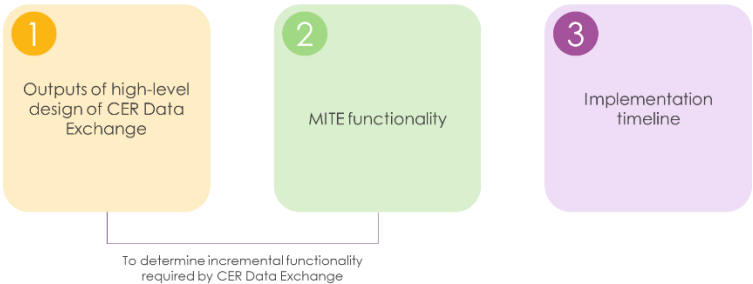 1
Outputs of high-level
design of CER Data
Exchange
2
MITE functionality
3
Implementation
timeline
To determine incremental functionality
required by CER Data Exchange